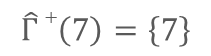 Γ̂ ⁺(7) = {7}